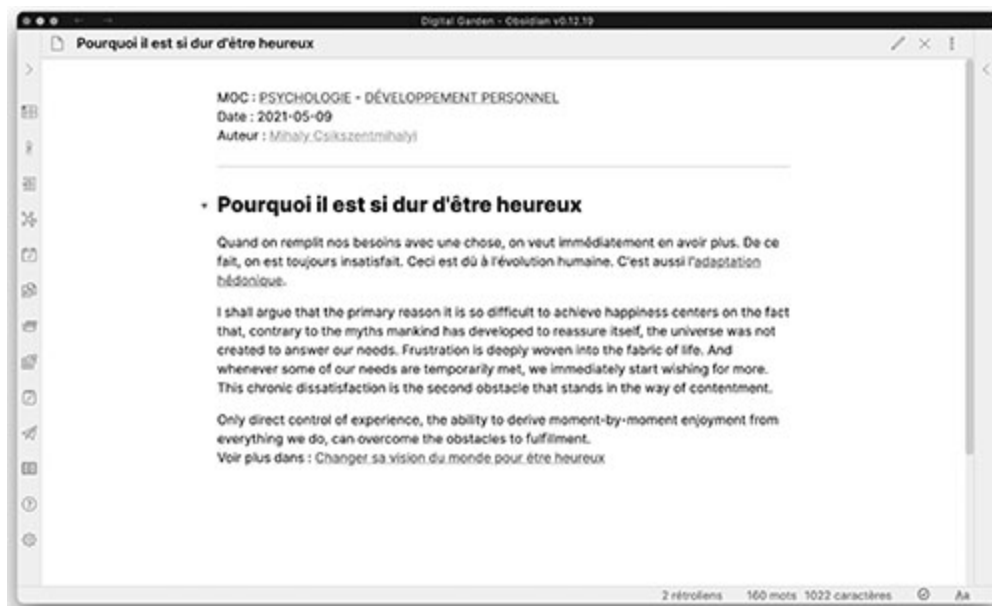 Digital Garden - Obsidian v0.12.19
Pourquoi il est si dur d'être heureux
MOC : PSYCHOLOGIE - DÉVELOPPEMENT PERSONNEL
Date : 2021-05-09
Auteur : Mihaly Csikszentmihalyi
Pourquoi il est si dur d'être heureux
Quand on remplit nos besoins avec une chose, on veut immédiatement en avoir plus. De ce
fait, on est toujours insatisfait. Ceci est dû à l'évolution humaine. C'est aussi l'adaptation
hédonique.
I shall argue that the primary reason it is so difficult to achieve happiness centers on the fact
that, contrary to the myths mankind has developed to reassure itself, the universe was not
created to answer our needs. Frustration is deeply woven into the fabric of life. And
whenever some of our needs are temporarily met, we immediately start wishing for more.
This chronic dissatisfaction is the second obstacle that stands in the way of contentment.
Only direct control of experience, the ability to derive moment-by-moment enjoyment from
everything we do, can overcome the obstacles to fulfillment.
Voir plus dans : Changer sa vision du monde pour être heureux
2 rétroliens 160 mots 1022 caractères Aa